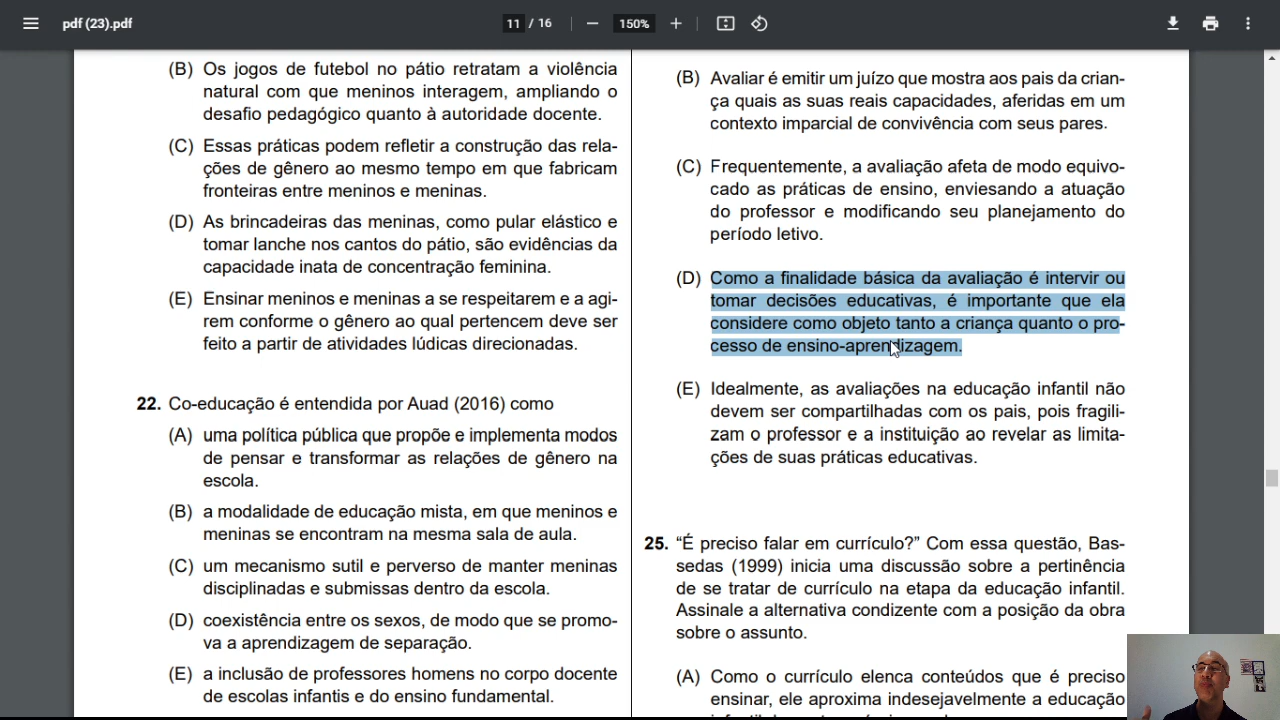 pdf (23).pdf
11 / 16
150%
(B) Os jogos de futebol no pátio retratam a violência
natural com que meninos interagem, ampliando o
desafio pedagógico quanto à autoridade docente.
(C) Essas práticas podem refletir a construção das rela-
ções de gênero ao mesmo tempo em que fabricam
fronteiras entre meninos e meninas.
(D) As brincadeiras das meninas, como pular elástico e
tomar lanche nos cantos do pátio, são evidências da
capacidade inata de concentração feminina.
(E) Ensinar meninos e meninas a se respeitarem e a agi-
rem conforme o gênero ao qual pertencem deve ser
feito a partir de atividades lúdicas direcionadas.
22. Co-educação é entendida por Auad (2016) como
(A) uma política pública que propõe e implementa modos
de pensar e transformar as relações de gênero na
escola.
(B) a modalidade de educação mista, em que meninos e
meninas se encontram na mesma sala de aula.
(C) um mecanismo sutil e perverso de manter meninas
disciplinadas e submissas dentro da escola.
(D) coexistência entre os sexos, de modo que se promo-
va a aprendizagem de separação.
(E) a inclusão de professores homens no corpo docente
de escolas infantis e do ensino fundamental.
(B) Avaliar é emitir um juízo que mostra aos pais da crian-
ça quais as suas reais capacidades, aferidas em um
contexto imparcial de convivência com seus pares.
(C) Frequentemente, a avaliação afeta de modo equivo-
cado as práticas de ensino, enviesando a atuação
do professor e modificando seu planejamento do
período letivo.
(D) Como a finalidade básica da avaliação é intervir ou
tomar decisões educativas, é importante que ela
considere como objeto tanto a criança quanto o pro-
cesso de ensino-aprendizagem.
(E) Idealmente, as avaliações na educação infantil não
devem ser compartilhadas com os pais, pois fragili-
zam o professor e a instituição ao revelar as limita-
ções de suas práticas educativas.
25. “É preciso falar em currículo?” Com essa questão, Bas-
sedas (1999) inicia uma discussão sobre a pertinência
de se tratar de currículo na etapa da educação infantil.
Assinale a alternativa condizente com a posição da obra
sobre o assunto.
(A) Como o currículo elenca conteúdos que é preciso
ensinar, ele aproxima indesejavelmente a educação